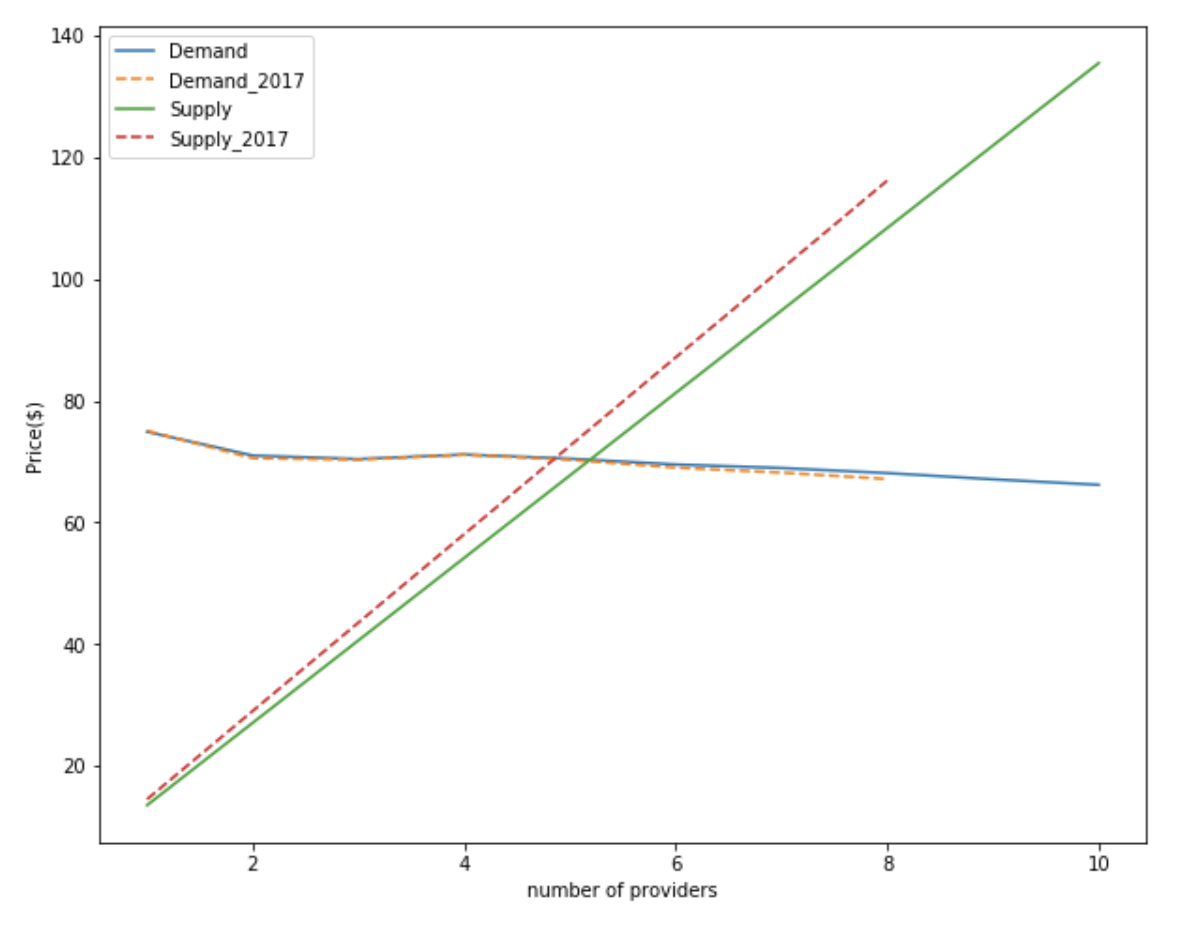 140
120
100
80
60
40
20
Price($)
Demand
Demand_2017
Supply
Supply_2017
2 4 6 8 10
number of providers